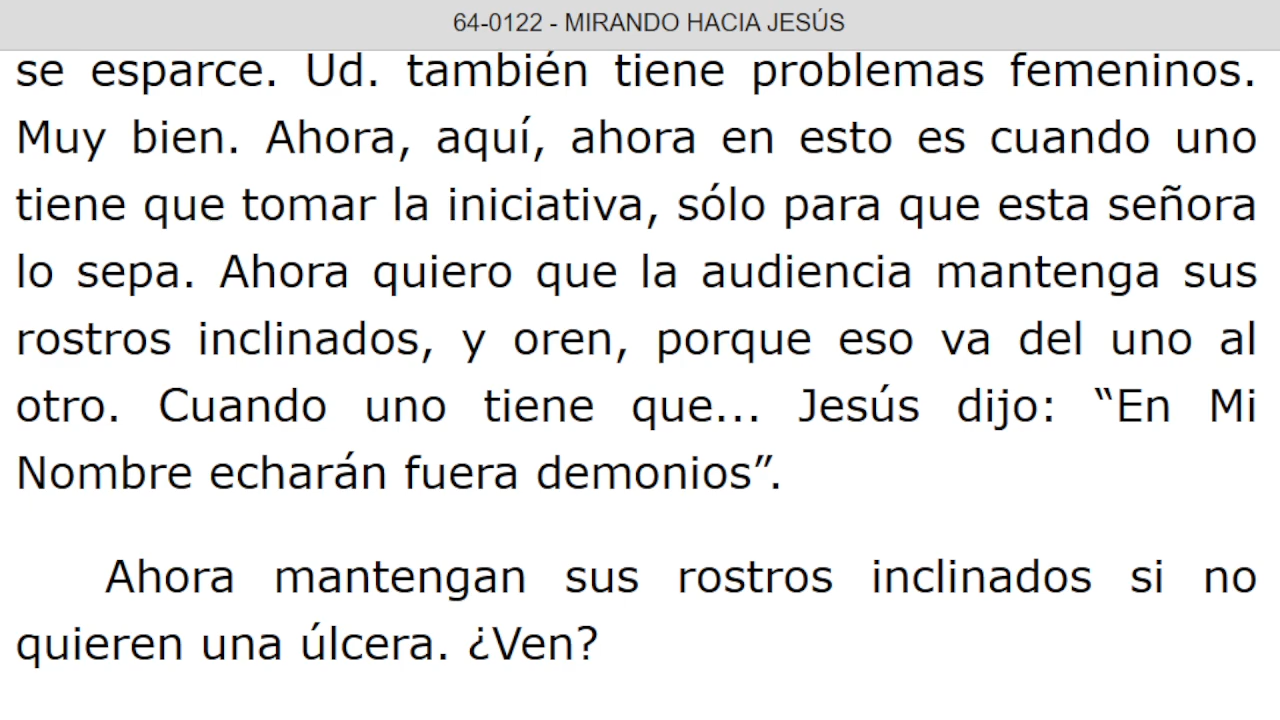 64-0122 - MIRANDO HACIA JESÚS
se esparce. Ud. también tiene problemas femeninos.
Muy bien. Ahora, aquí, ahora en esto es cuando uno
tiene que tomar la iniciativa, sólo para que esta señora
lo sepa. Ahora quiero que la audiencia mantenga sus
rostros inclinados, y oren, porque eso va del uno al
otro. Cuando uno tiene que... Jesús dijo: “En Mi
Nombre echarán fuera demonios”.
Ahora mantengan sus rostros inclinados si no
quieren una úlcera. ¿Ven?